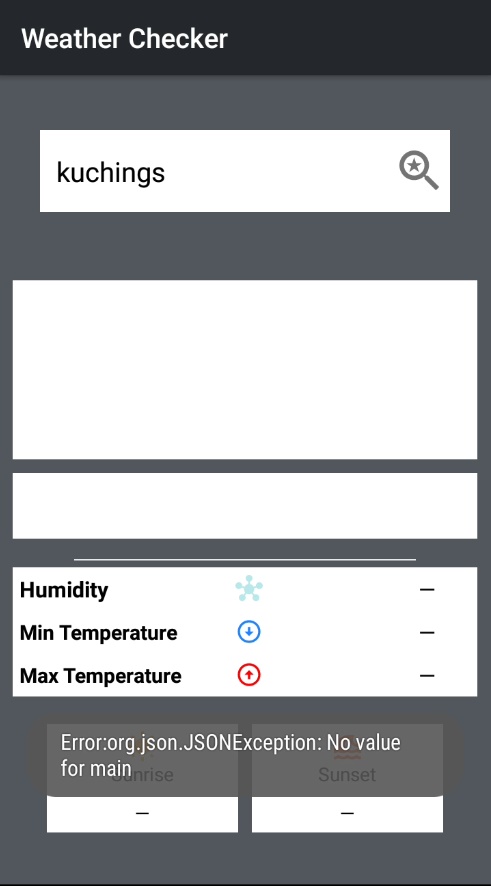 Weather Checker
kuchings
Humidity –
Min Temperature –
Max Temperature –
Error:org.json.JSONException: No value
for main
Sunrise Sunset
– –